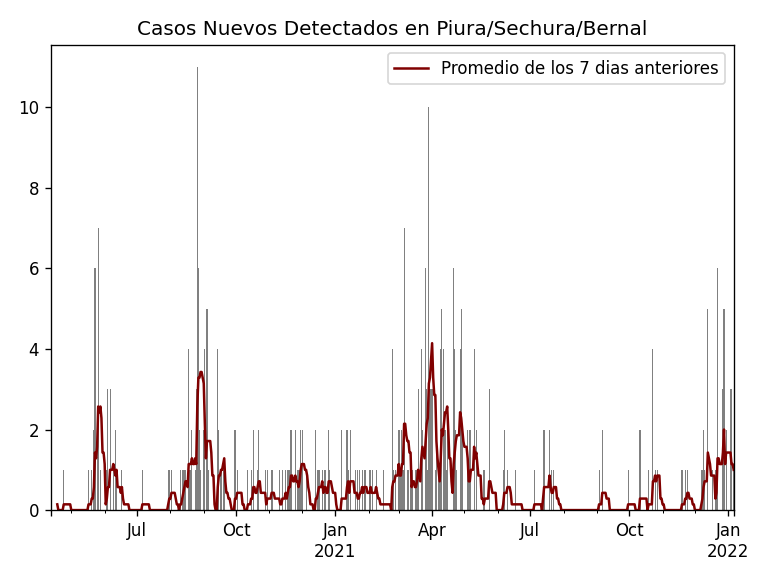 Casos Nuevos Detectados en Piura/Sechura/Bernal
Promedio de los 7 dias anteriores
10
8
6
4
2
0
Jul Oct Jan Apr Jul Oct Jan
2021 2022